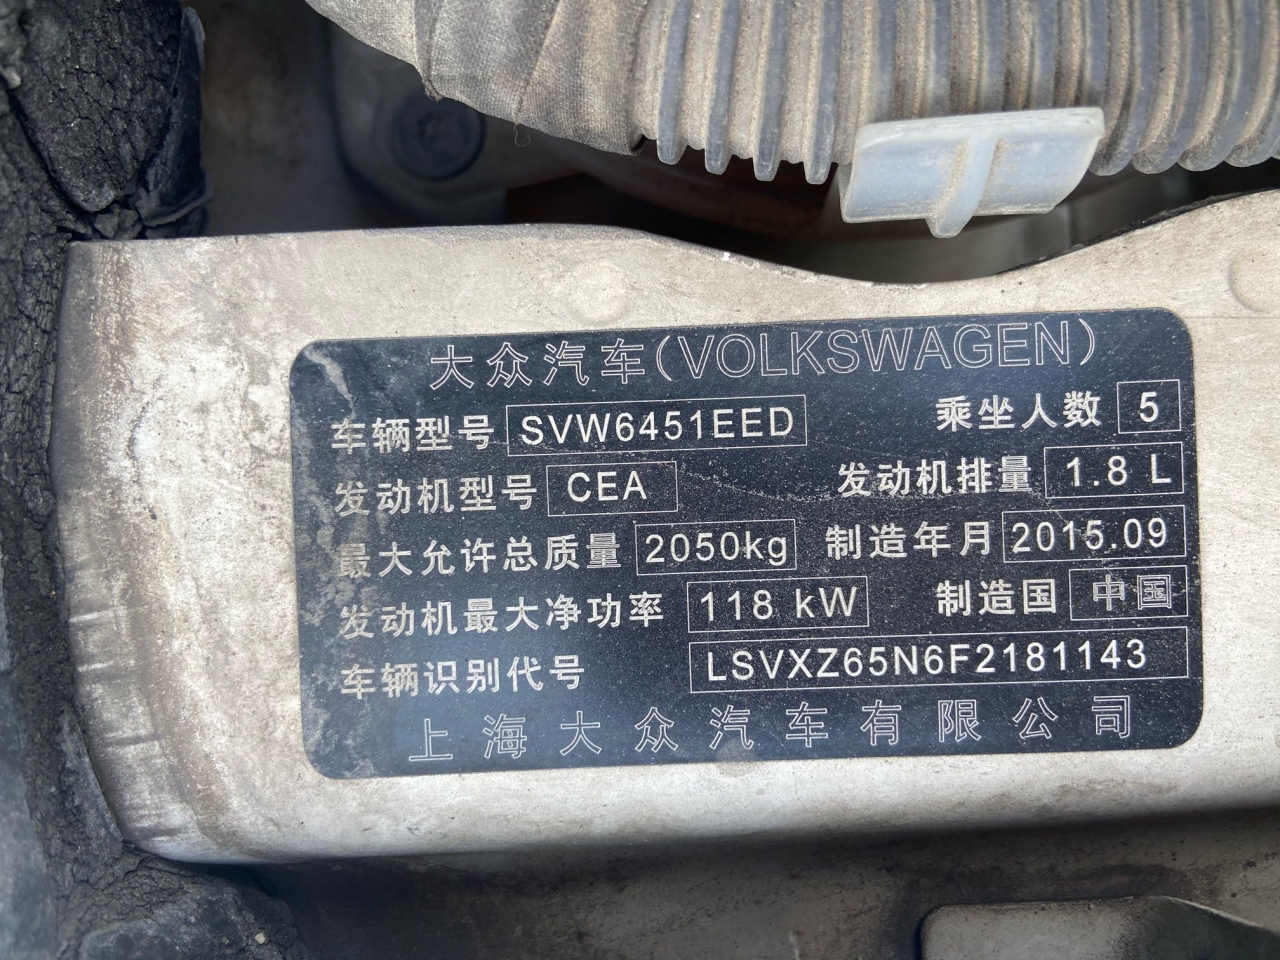 大众汽车(VOLKSWAGEN)
车辆型号 SVW6451EED 乘坐人数 5
发动机型号 CEA 发动机排量 1.8 L
最大允许总质量 2050kg 制造年月 2015.09
发动机最大净功率 118 kW 制造国 中国
车辆识别代号 LSVXZ65N6F2181143
上海大众汽车有限公司